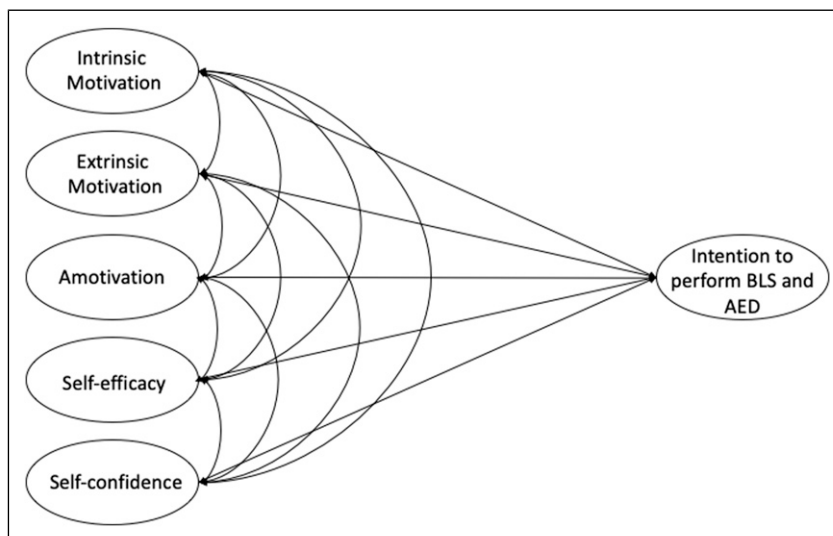 Intrinsic
Motivation
Extrinsic
Motivation
Amotivation
Self-efficacy
Self-confidence
Intention to
perform BLS and
AED